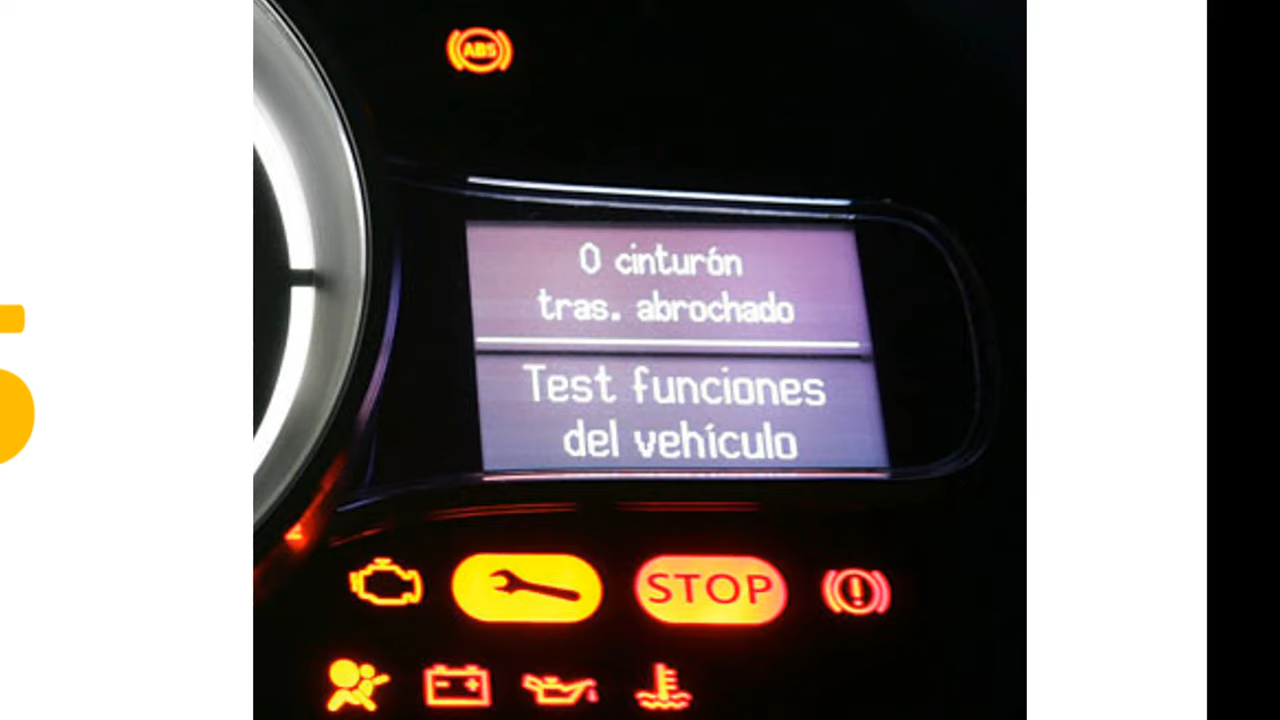 ABS
0 cinturón
tras. abrochado
Test funciones
del vehículo
STOP